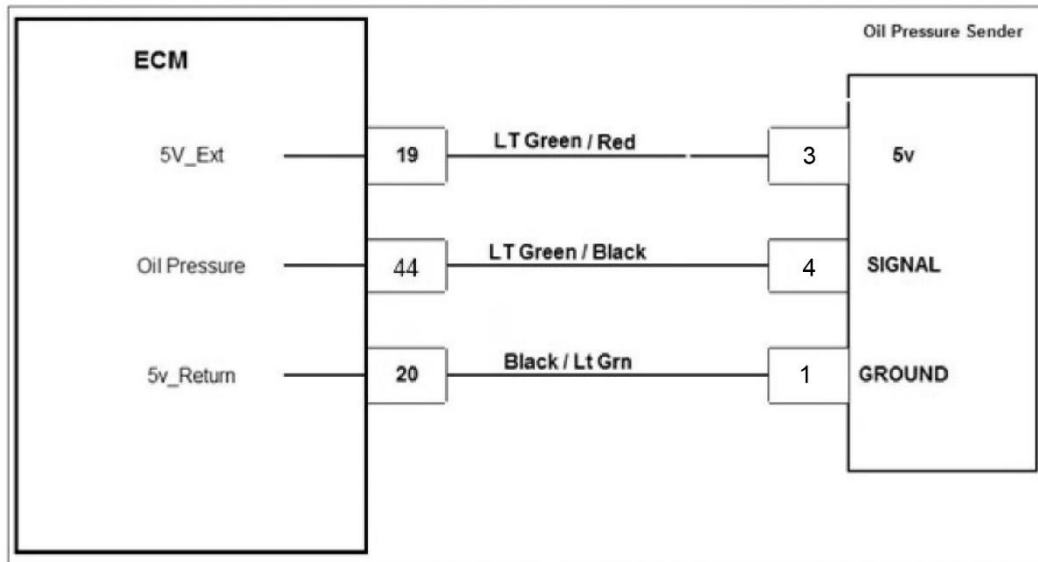 Oil Pressure Sender
ECM
5V_Ext
19
LT Green / Red
3
5v
Oil Pressure
44
LT Green / Black
4
SIGNAL
5v_Return
20
Black / Lt Grn
1
GROUND